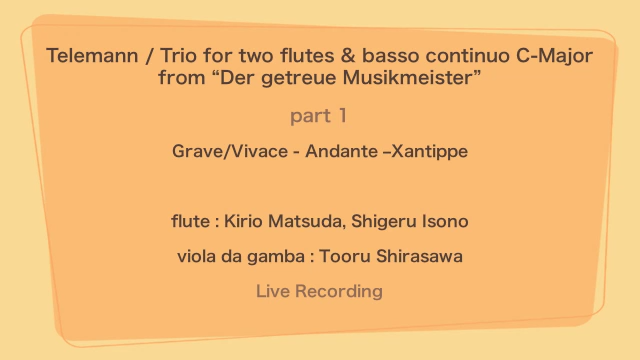 Telemann / Trio for two flutes & basso continuo C-Major
from “Der getreue Musikmeister”
part 1
Grave/Vivace - Andante –Xantippe
flute : Kirio Matsuda, Shigeru Isono
viola da gamba : Tooru Shirasawa
Live Recording